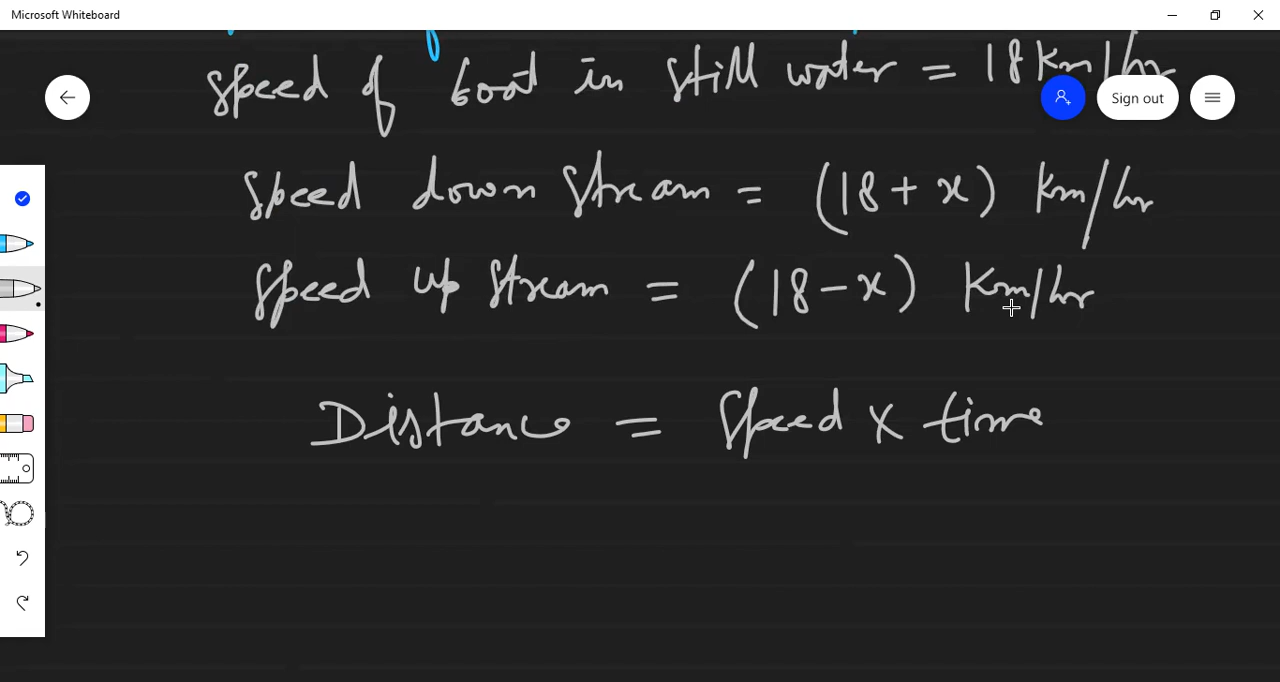 Microsoft Whiteboard
speed of boat in still water = 18 Km/hr
Sign out
speed down stream = (18 + x) Km/hr
speed up stream = (18 - x) Km/hr
Distance = speed x time